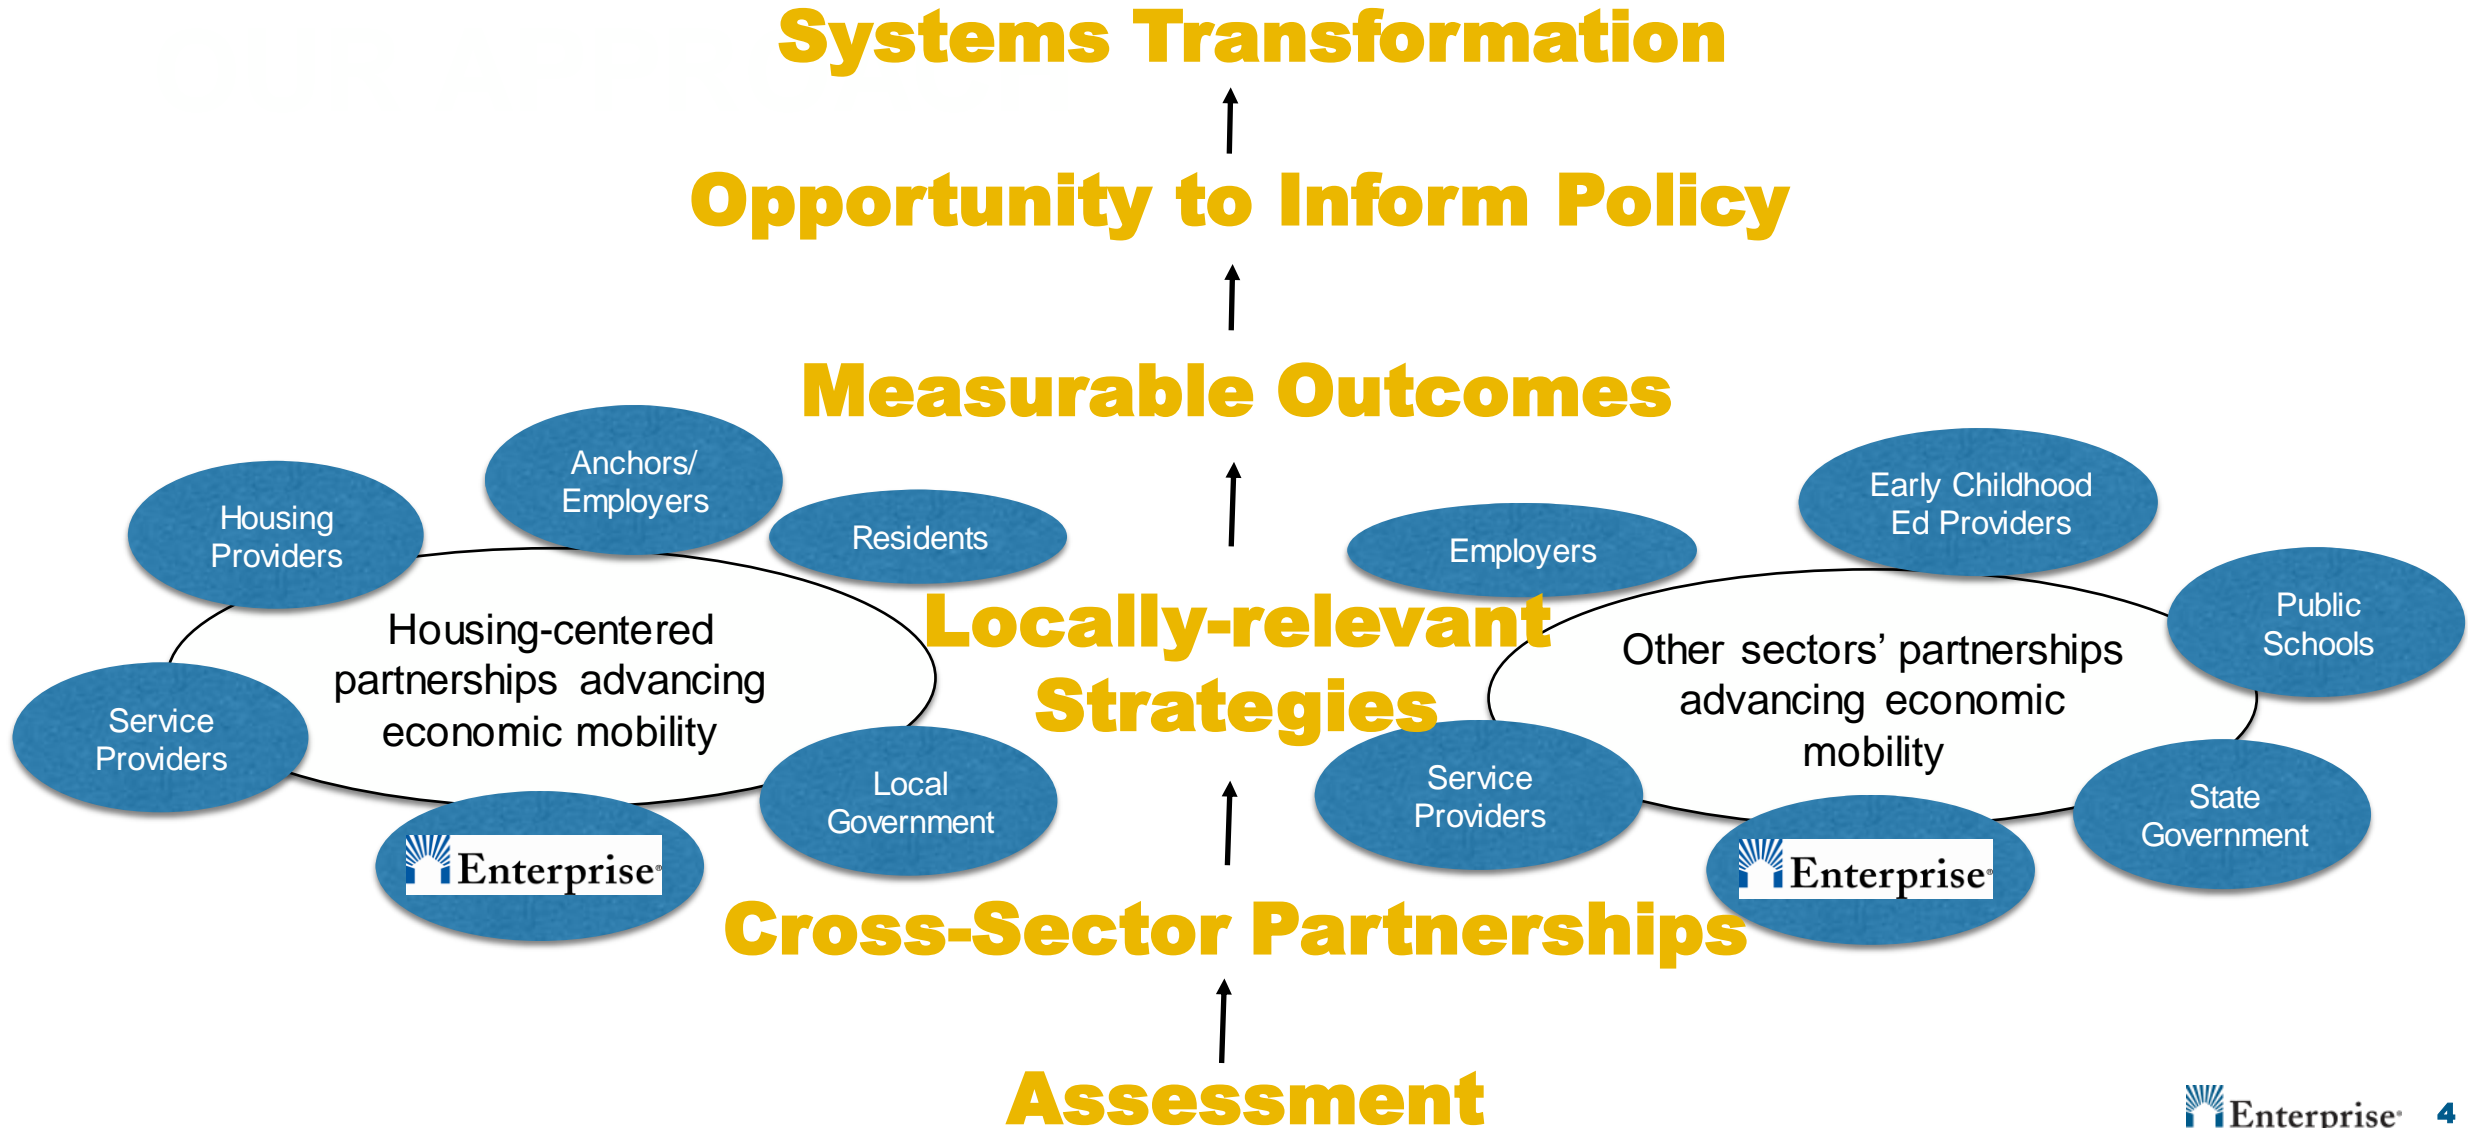 Systems Transformation
Opportunity to Inform Policy
Measurable Outcomes
Anchors/
Employers
Housing
Providers
Residents
Housing-centered
partnerships advancing
economic mobility
Service
Providers
Local
Government
Enterprise®
Locally-relevant
Strategies
Early Childhood
Ed Providers
Employers
Public
Schools
Other sectors’ partnerships
advancing economic
mobility
Service
Providers
State
Government
Enterprise®
Cross-Sector Partnerships
Assessment
Enterprise® 4